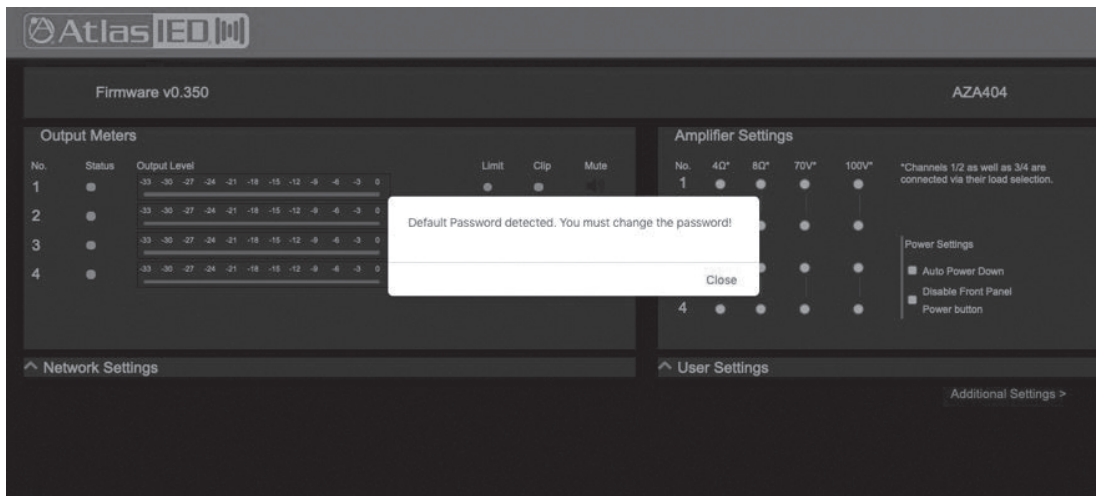 AtlasIED
Firmware v0.350
AZA404
Output Meters
No. Status Output Level Limit Clip Mute
1 -33 -30 -27 -24 -21 -18 -15 -12 -9 -6 -3 0
2 -33 -30 -27 -24 -21 -18 -15 -12 -9 -6 -3 0
3 -33 -30 -27 -24 -21 -18 -15 -12 -9 -6 -3 0
4 -33 -30 -27 -24 -21 -18 -15 -12 -9 -6 -3 0
Default Password detected. You must change the password!
Close
Amplifier Settings
No. 4Ω* 8Ω* 70V* 100V*
1
4
*Channels 1/2 as well as 3/4 are
connected via their load selection.
Power Settings
Auto Power Down
Disable Front Panel
Power button
Network Settings
User Settings
Additional Settings >